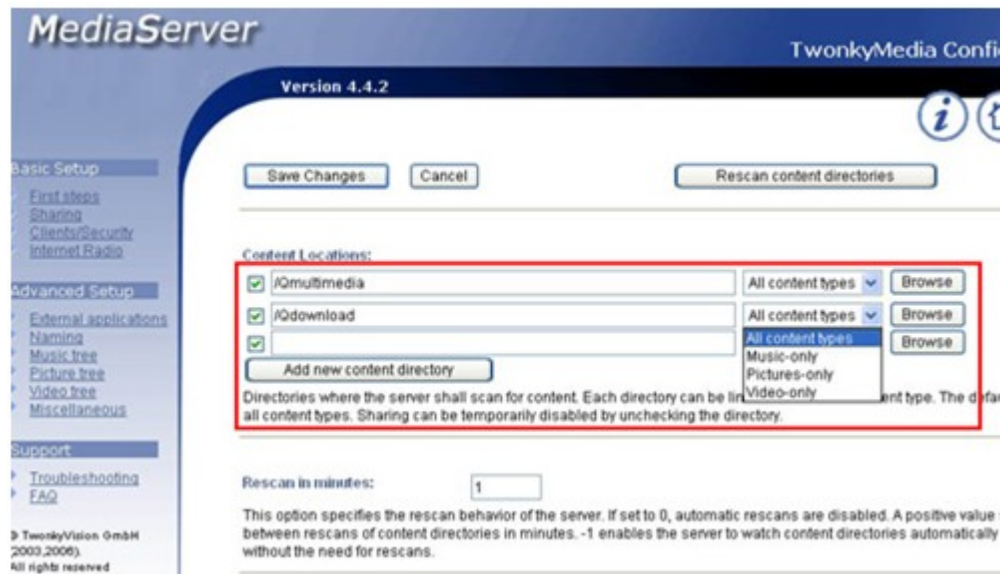 MediaServer
TwonkyMedia
Version 4.4.2
Basic Setup
First steps
Sharing
Clients/Security
Internet Radio
Advanced Setup
External applications
Naming
Music tree
Picture tree
Video tree
Miscellaneous
Support
Troubleshooting
FAQ
© TwonkyVision GmbH
(2003,2006).
All rights reserved
Save Changes
Cancel
Rescan content directories
Content Locations:
/Qmultimedia
All content types
Browse
/Qdownload
All content types
Browse
Browse
All content types
Music-only
Pictures-only
Video-only
Add new content directory
Directories where the server shall scan for content. Each directory can be type. The
all content types. Sharing can be temporarily disabled by unchecking the directory.
Rescan in minutes:
1
This option specifies the rescan behavior of the server. If set to 0, automatic rescans are disabled. A positive value
between rescans of content directories in minutes. -1 enables the server to watch content directories automatically
without the need for rescans.